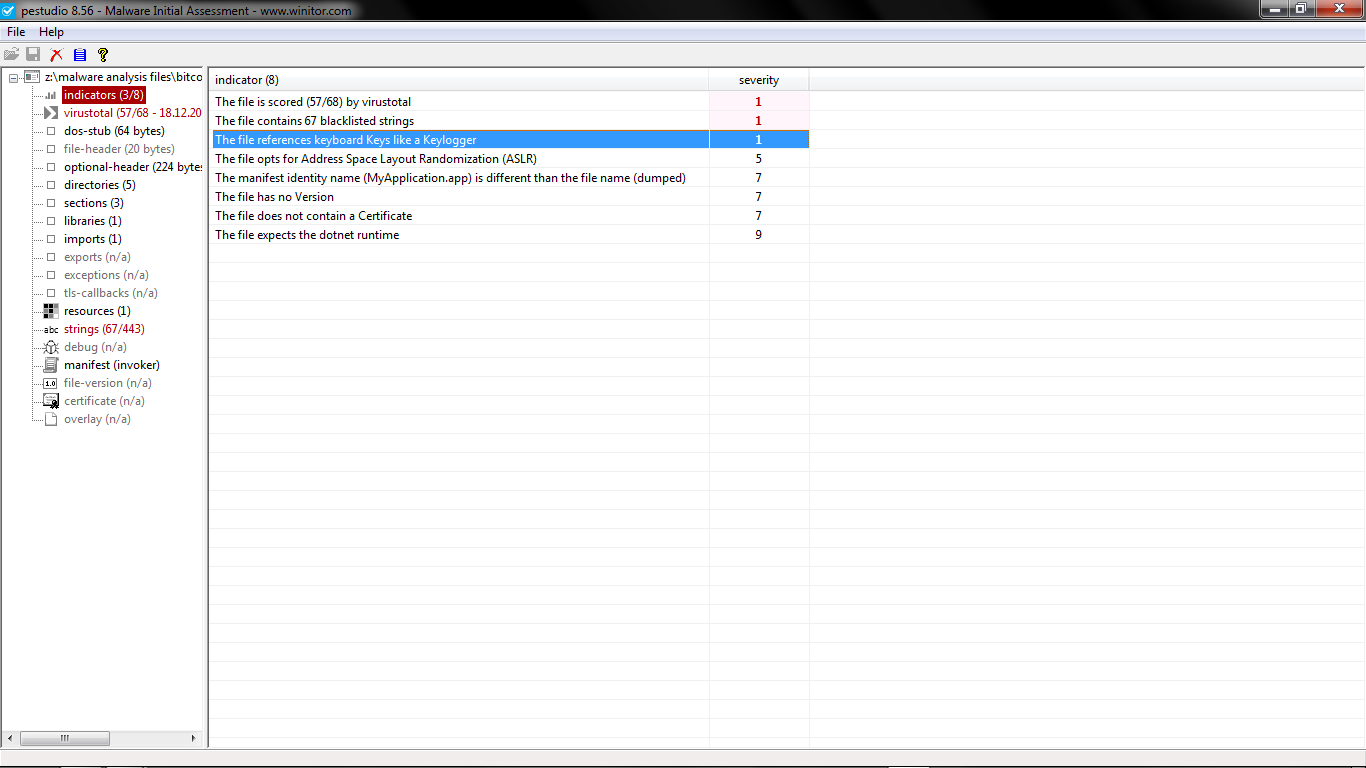 pestudio 8.56 - Malware Initial Assessment - www.winitor.com
File Help
z:\malware analysis files\bitco
indicators (3/8)
virustotal (57/68 - 18.12.20
dos-stub (64 bytes)
file-header (20 bytes)
optional-header (224 bytes
directories (5)
sections (3)
libraries (1)
imports (1)
exports (n/a)
exceptions (n/a)
tls-callbacks (n/a)
resources (1)
abc strings (67/443)
debug (n/a)
manifest (invoker)
1.0 file-version (n/a)
certificate (n/a)
overlay (n/a)
indicator (8) severity
The file is scored (57/68) by virustotal 1
The file contains 67 blacklisted strings 1
The file references keyboard Keys like a Keylogger 1
The file opts for Address Space Layout Randomization (ASLR) 5
The manifest identity name (MyApplication.app) is different than the file name (dumped) 7
The file has no Version 7
The file does not contain a Certificate 7
The file expects the dotnet runtime 9